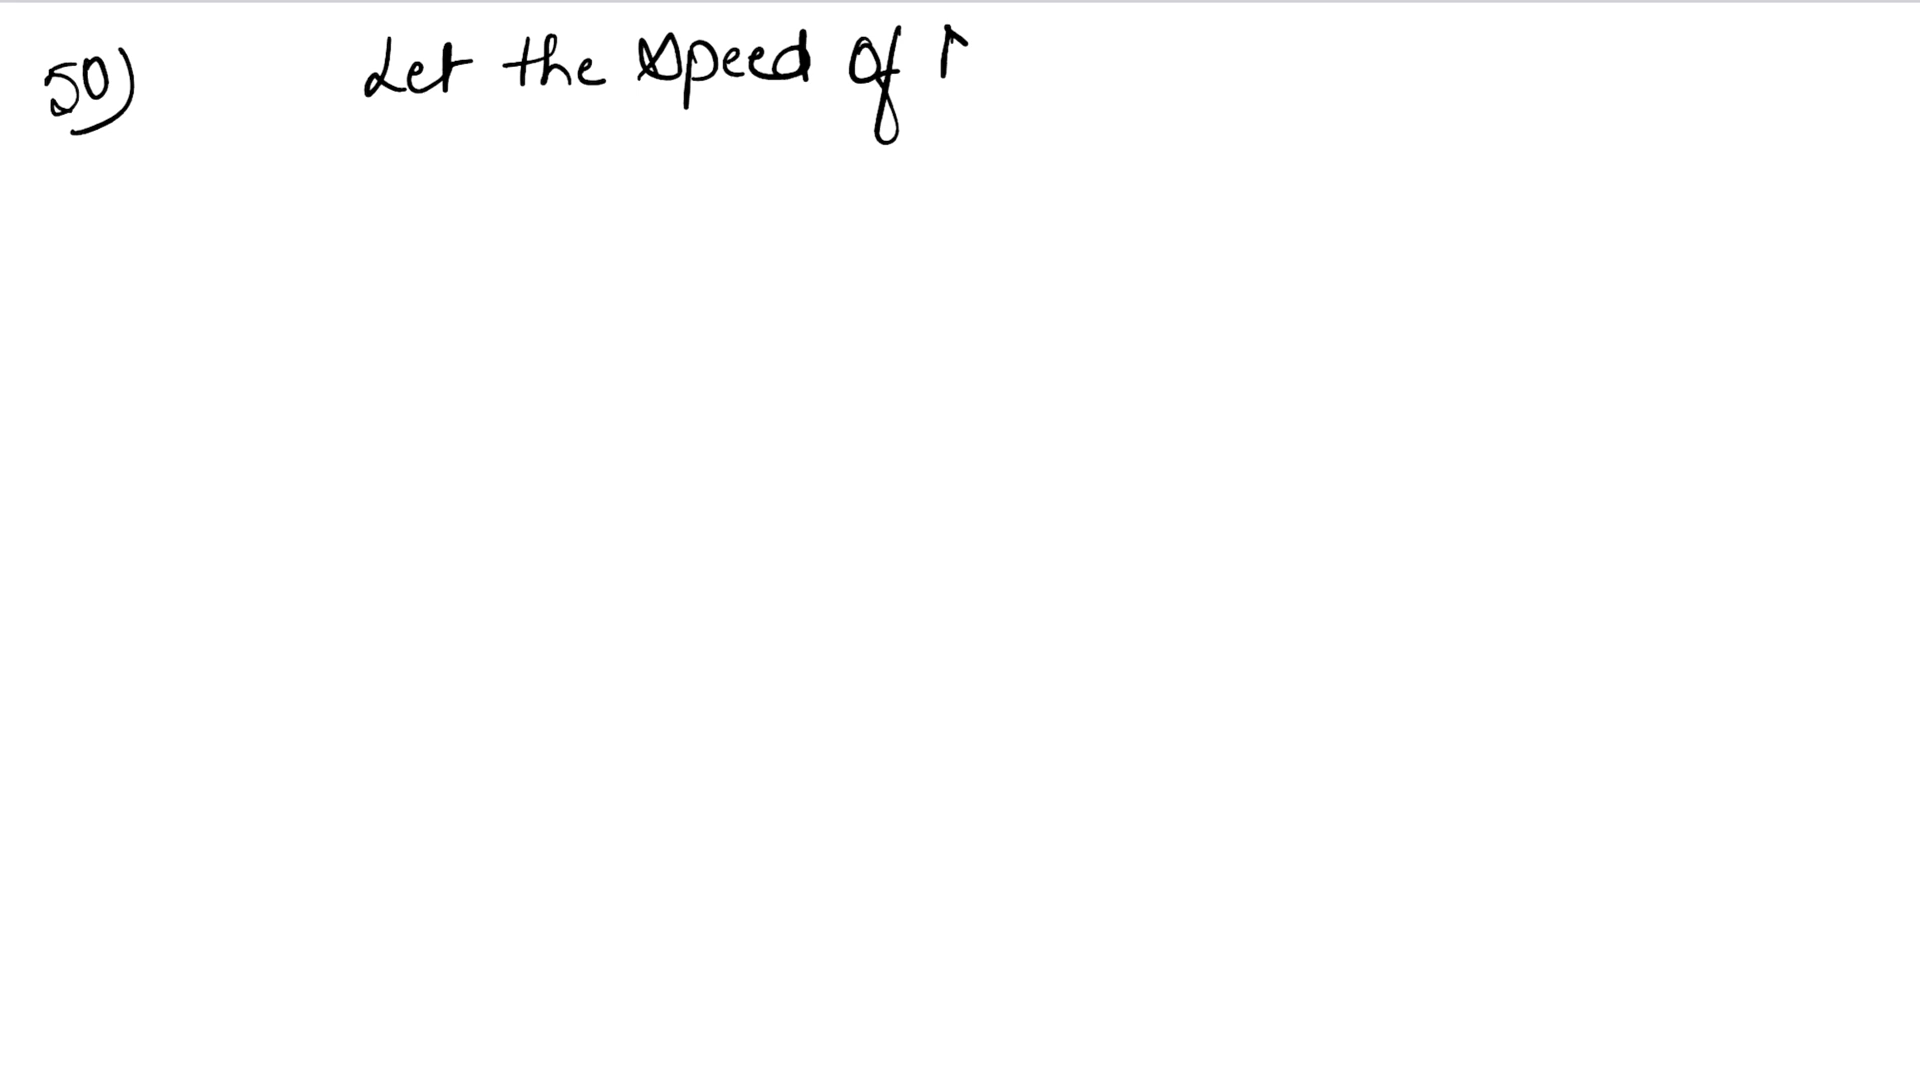 50) Let the speed of